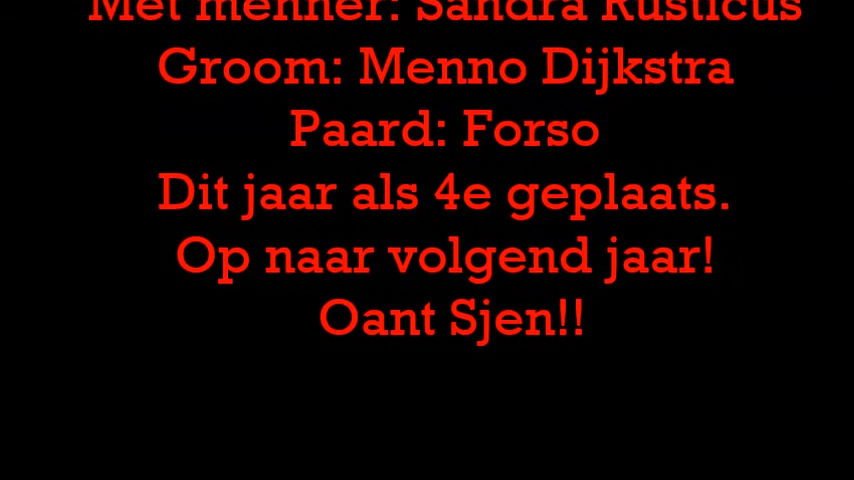 Met menner: Sandra Rusticus
Groom: Menno Dijkstra
Paard: Forso
Dit jaar als 4e geplaats.
Op naar volgend jaar!
Oant Sjen!!